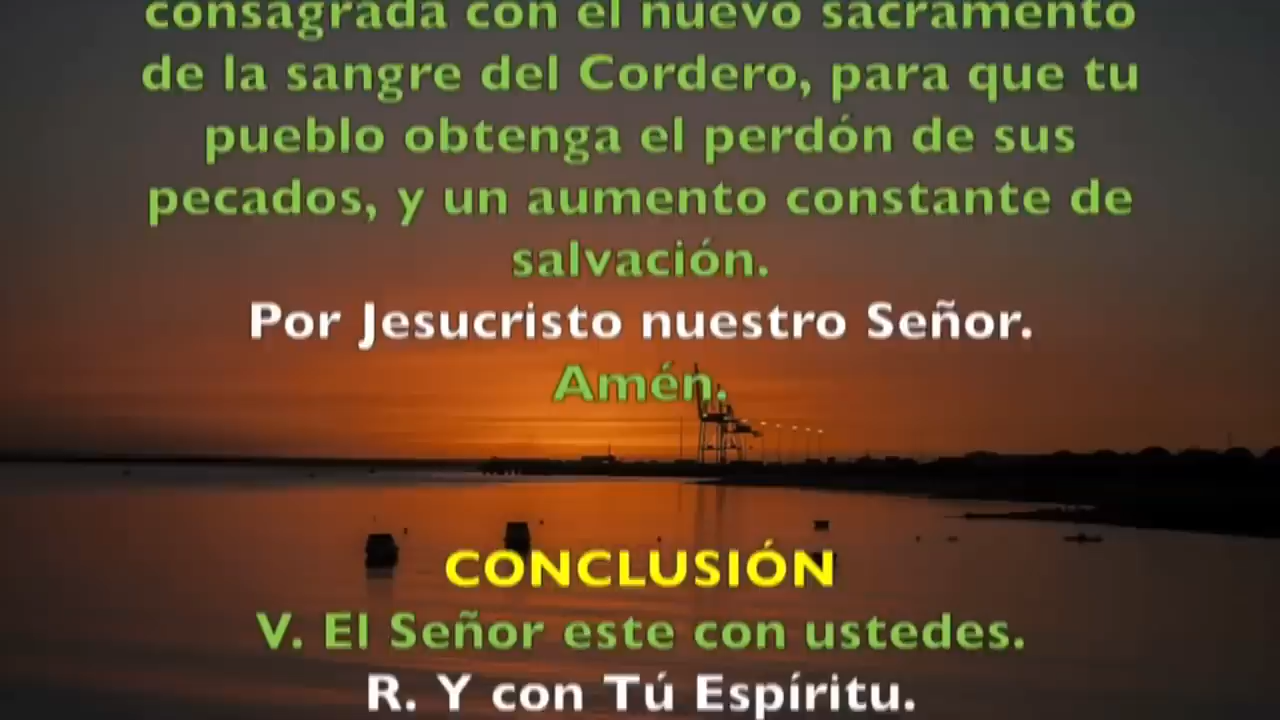 consagrada con el nuevo sacramento
de la sangre del Cordero, para que tu
pueblo obtenga el perdón de sus
pecados, y un aumento constante de
salvación.
Por Jesucristo nuestro Señor.
Amén.
CONCLUSIÓN
V. El Señor este con ustedes.
R. Y con Tú Espíritu.